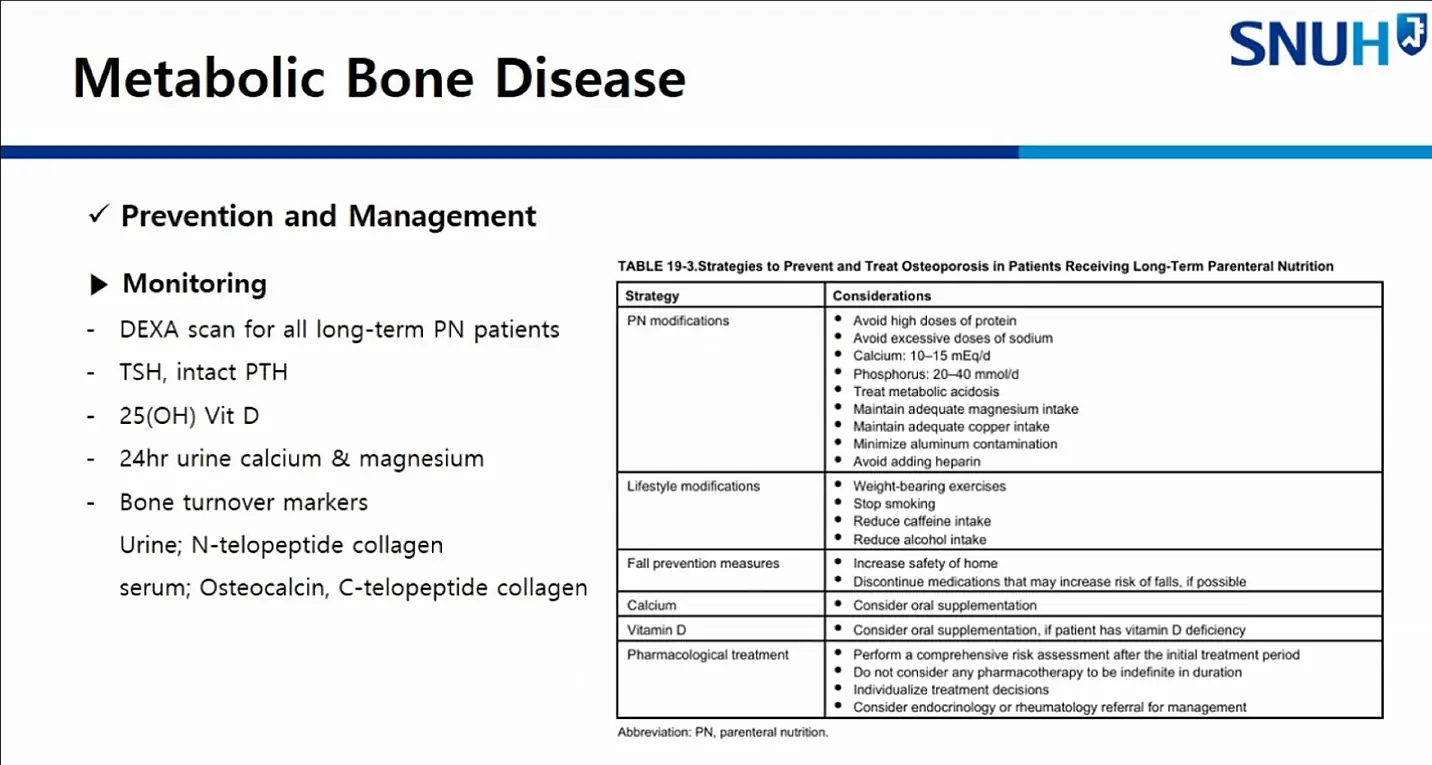 SNUH
Metabolic Bone Disease
✓ Prevention and Management
▶ Monitoring
- DEXA scan for all long-term PN patients
- TSH, intact PTH
- 25(OH) Vit D
- 24hr urine calcium & magnesium
- Bone turnover markers
Urine; N-telopeptide collagen
serum; Osteocalcin, C-telopeptide collagen
TABLE 19-3.Strategies to Prevent and Treat Osteoporosis in Patients Receiving Long-Term Parenteral Nutrition
Strategy Considerations
PN modifications
• Avoid high doses of protein
• Avoid excessive doses of sodium
• Calcium: 10–15 mEq/d
• Phosphorus: 20–40 mmol/d
• Treat metabolic acidosis
• Maintain adequate magnesium intake
• Maintain adequate copper intake
• Minimize aluminum contamination
• Avoid adding heparin
Lifestyle modifications
• Weight-bearing exercises
• Stop smoking
• Reduce caffeine intake
• Reduce alcohol intake
Fall prevention measures
• Increase safety of home
• Discontinue medications that may increase risk of falls, if possible
Calcium
• Consider oral supplementation
Vitamin D
• Consider oral supplementation, if patient has vitamin D deficiency
Pharmacological treatment
• Perform a comprehensive risk assessment after the initial treatment period
• Do not consider any pharmacotherapy to be indefinite in duration
• Individualize treatment decisions
• Consider endocrinology or rheumatology referral for management
Abbreviation: PN, parenteral nutrition.